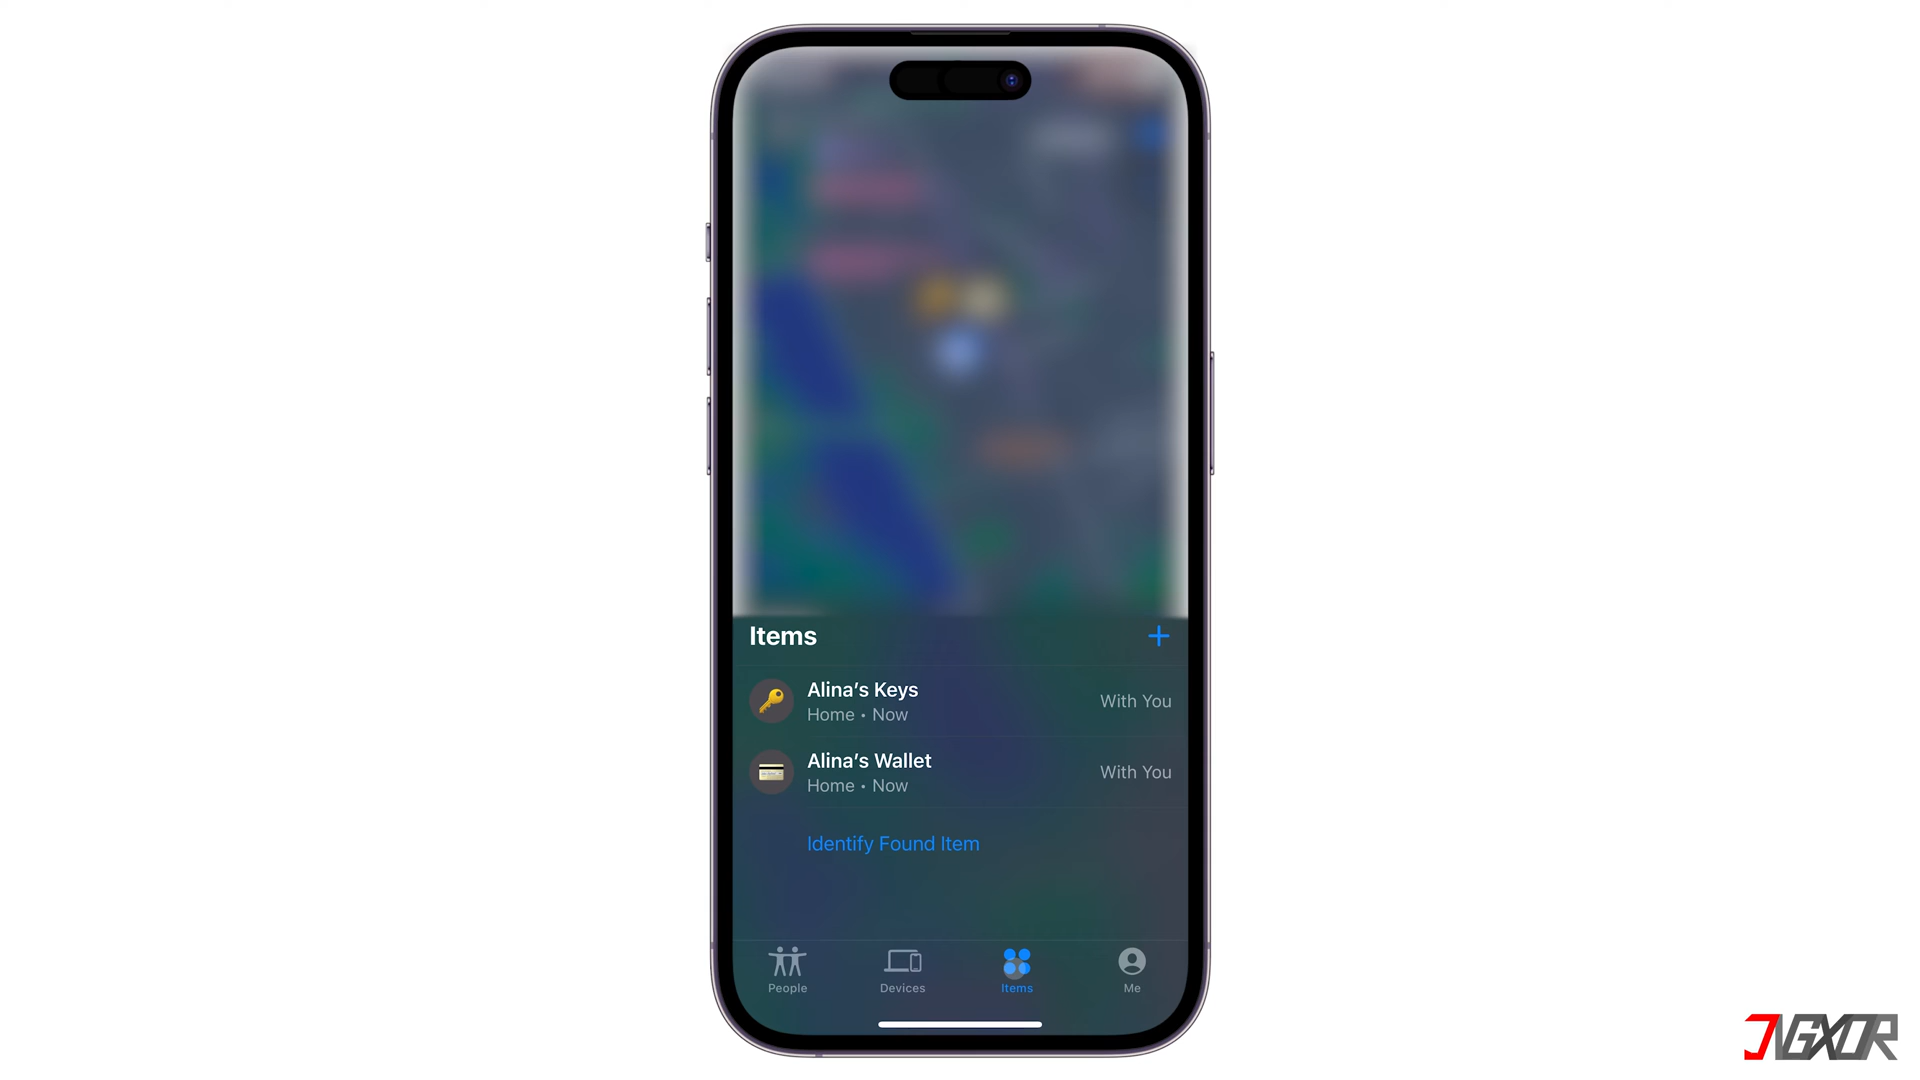 Items
Alina's Keys
Home • Now
With You
Alina's Wallet
Home • Now
With You
Identify Found Item
People
Devices
Items
Me